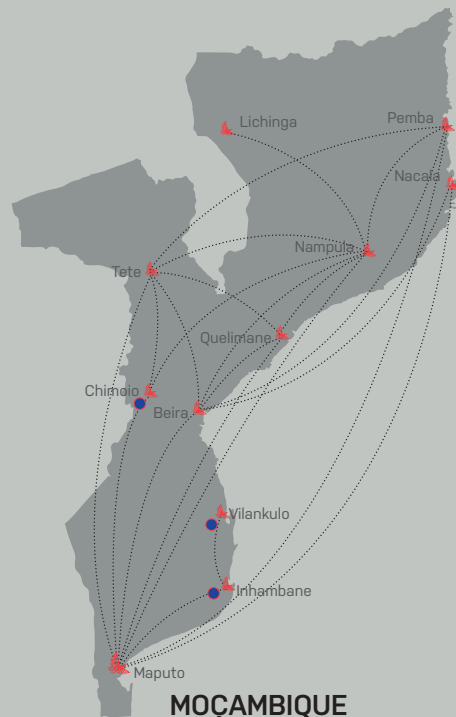 Lichinga
Pemba
Nacala
Nampula
Tete
Quelimane
Chimoio
Beira
Vilankulo
Inhambane
Maputo
MOÇAMBIQUE